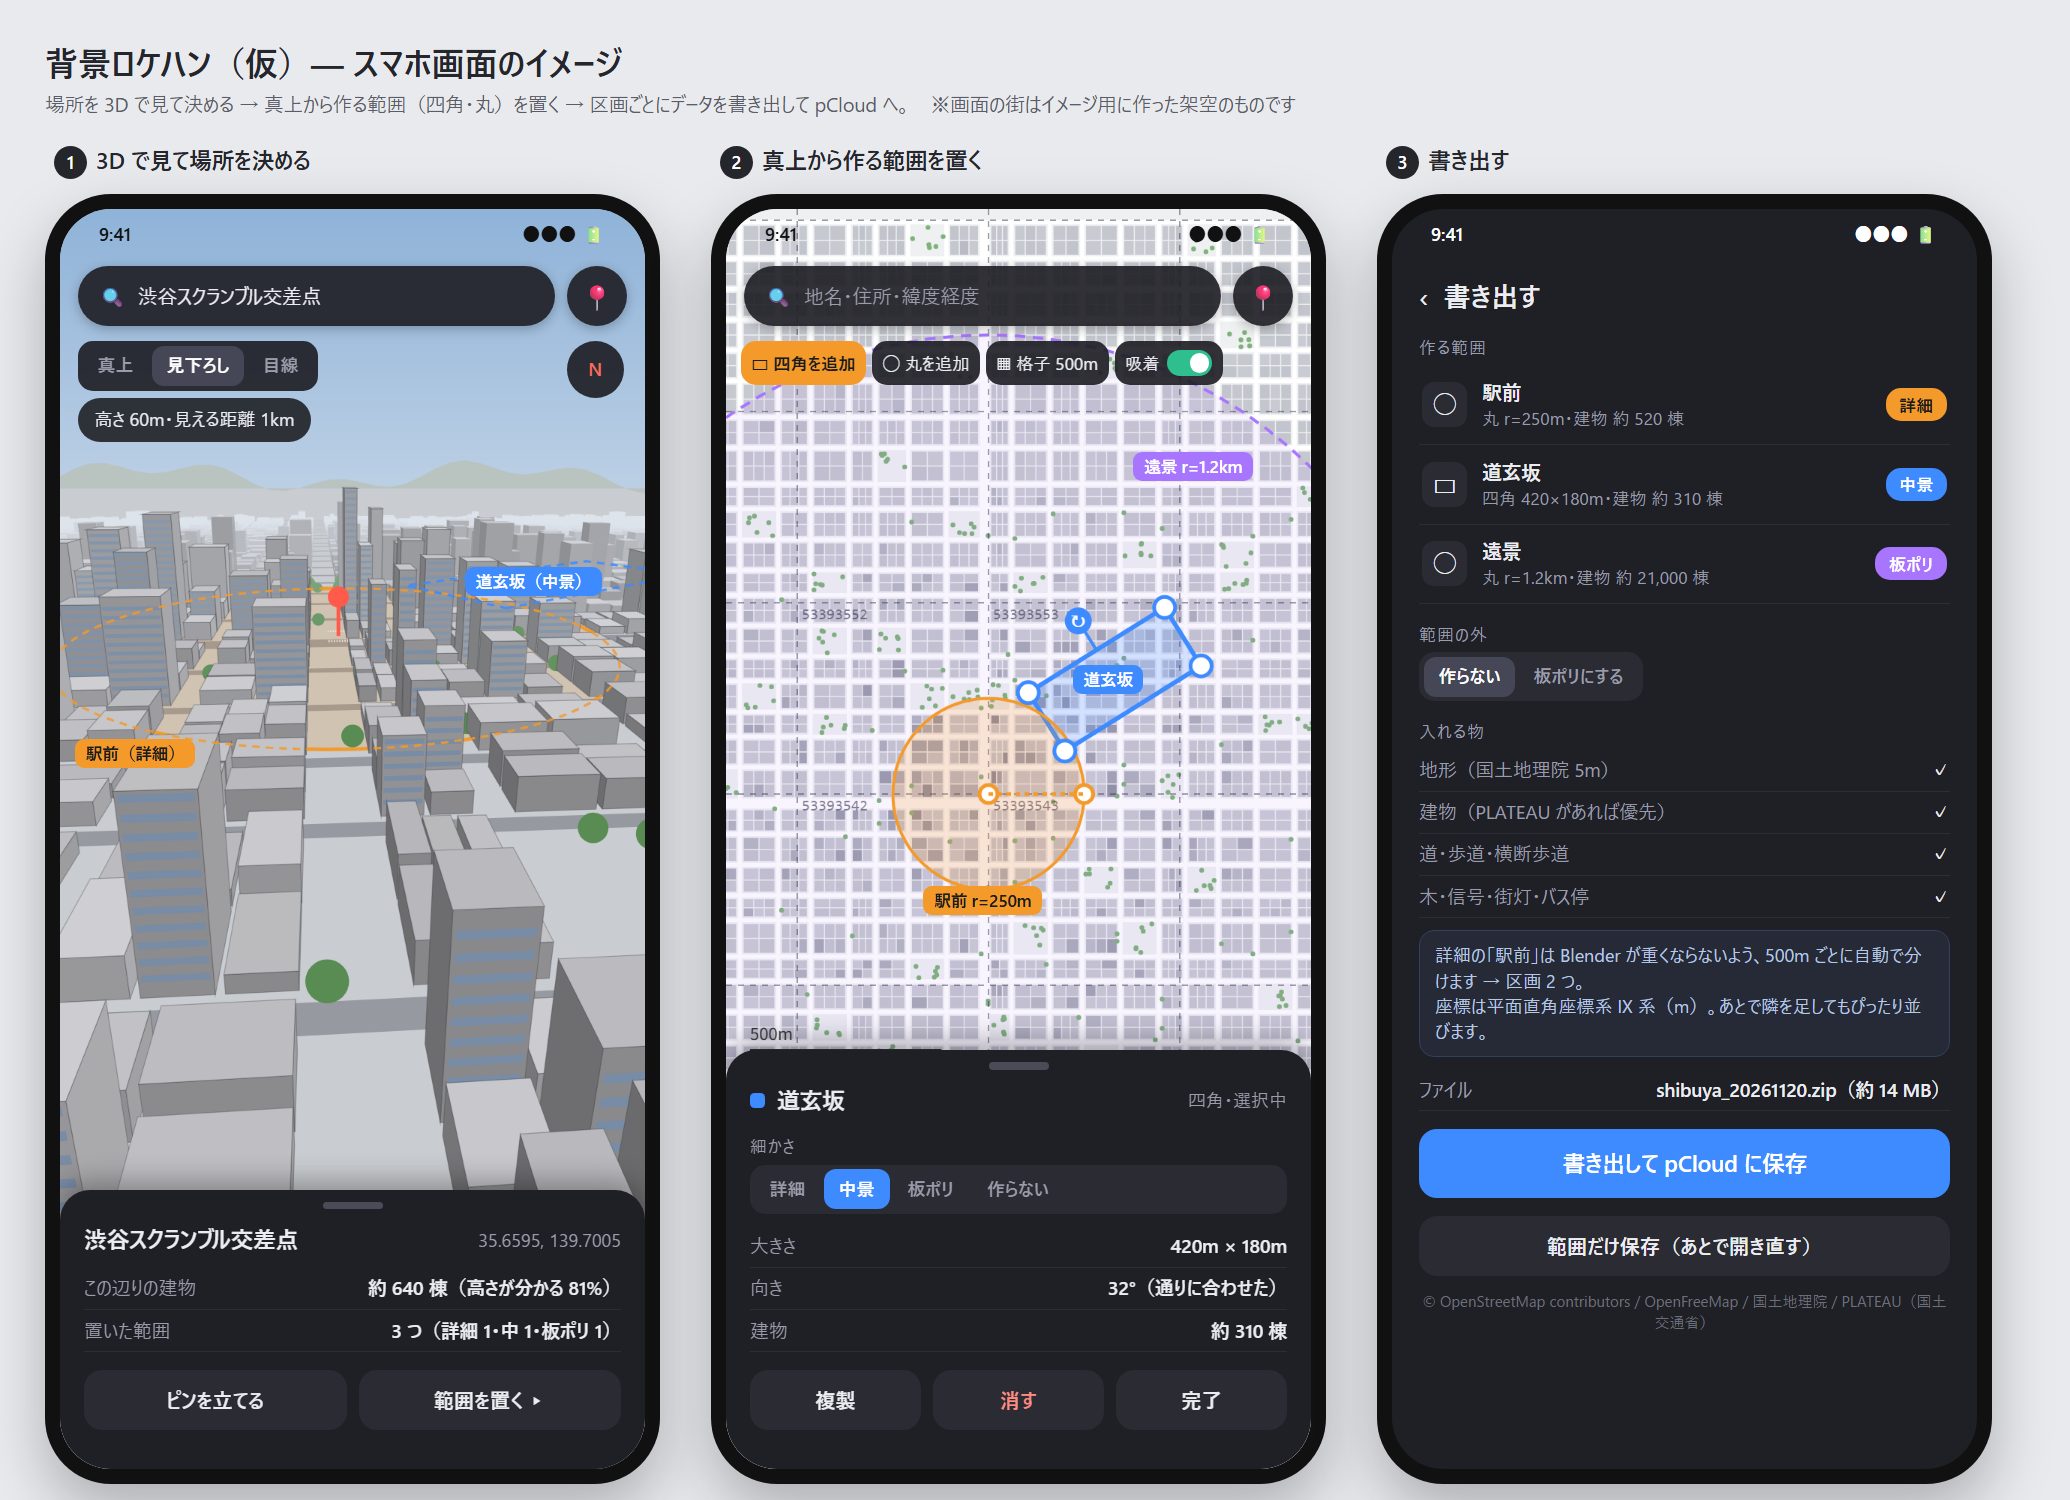 背景ロケハン（仮）— スマホ画面のイメージ
場所を 3D で見て決める → 真上から作る範囲（四角・丸）を置く → 区画ごとにデータを書き出して pCloud へ。 ※画面の街はイメージ用に作った架空のものです
1 3D で見て場所を決める
9:41
渋谷スクランブル交差点
真上 見下ろし 目線
N
高さ 60m・見える距離 1km
道玄坂（中景）
駅前（詳細）
渋谷スクランブル交差点 35.6595, 139.7005
この辺りの建物 約 640 棟（高さが分かる 81%）
置いた範囲 3 つ（詳細 1・中 1・板ポリ 1）
ピンを立てる 範囲を置く ▸
2 真上から作る範囲を置く
9:41
地名・住所・緯度経度
▭ 四角を追加 ◯ 丸を追加 ▦ 格子 500m 吸着
遠景 r=1.2km
53393552 53393553
道玄坂
53393542 53393543
駅前 r=250m
500m
道玄坂 四角・選択中
細かさ
詳細 中景 板ポリ 作らない
大きさ 420m × 180m
向き 32°（通りに合わせた）
建物 約 310 棟
複製 消す 完了
3 書き出す
9:41
‹ 書き出す
作る範囲
駅前
丸 r=250m・建物 約 520 棟
詳細
道玄坂
四角 420×180m・建物 約 310 棟
中景
遠景
丸 r=1.2km・建物 約 21,000 棟
板ポリ
範囲の外
作らない 板ポリにする
入れる物
地形（国土地理院 5m） ✓
建物（PLATEAU があれば優先） ✓
道・歩道・横断歩道 ✓
木・信号・街灯・バス停 ✓
詳細の「駅前」は Blender が重くならないよう、500m ごとに自動で分
けます → 区画 2 つ。
座標は平面直角座標系 IX 系（m）。あとで隣を足してもぴったり並
びます。
ファイル shibuya_20261120.zip（約 14 MB）
書き出して pCloud に保存
範囲だけ保存（あとで開き直す）
© OpenStreetMap contributors / OpenFreeMap / 国土地理院 / PLATEAU（国土
交通省）